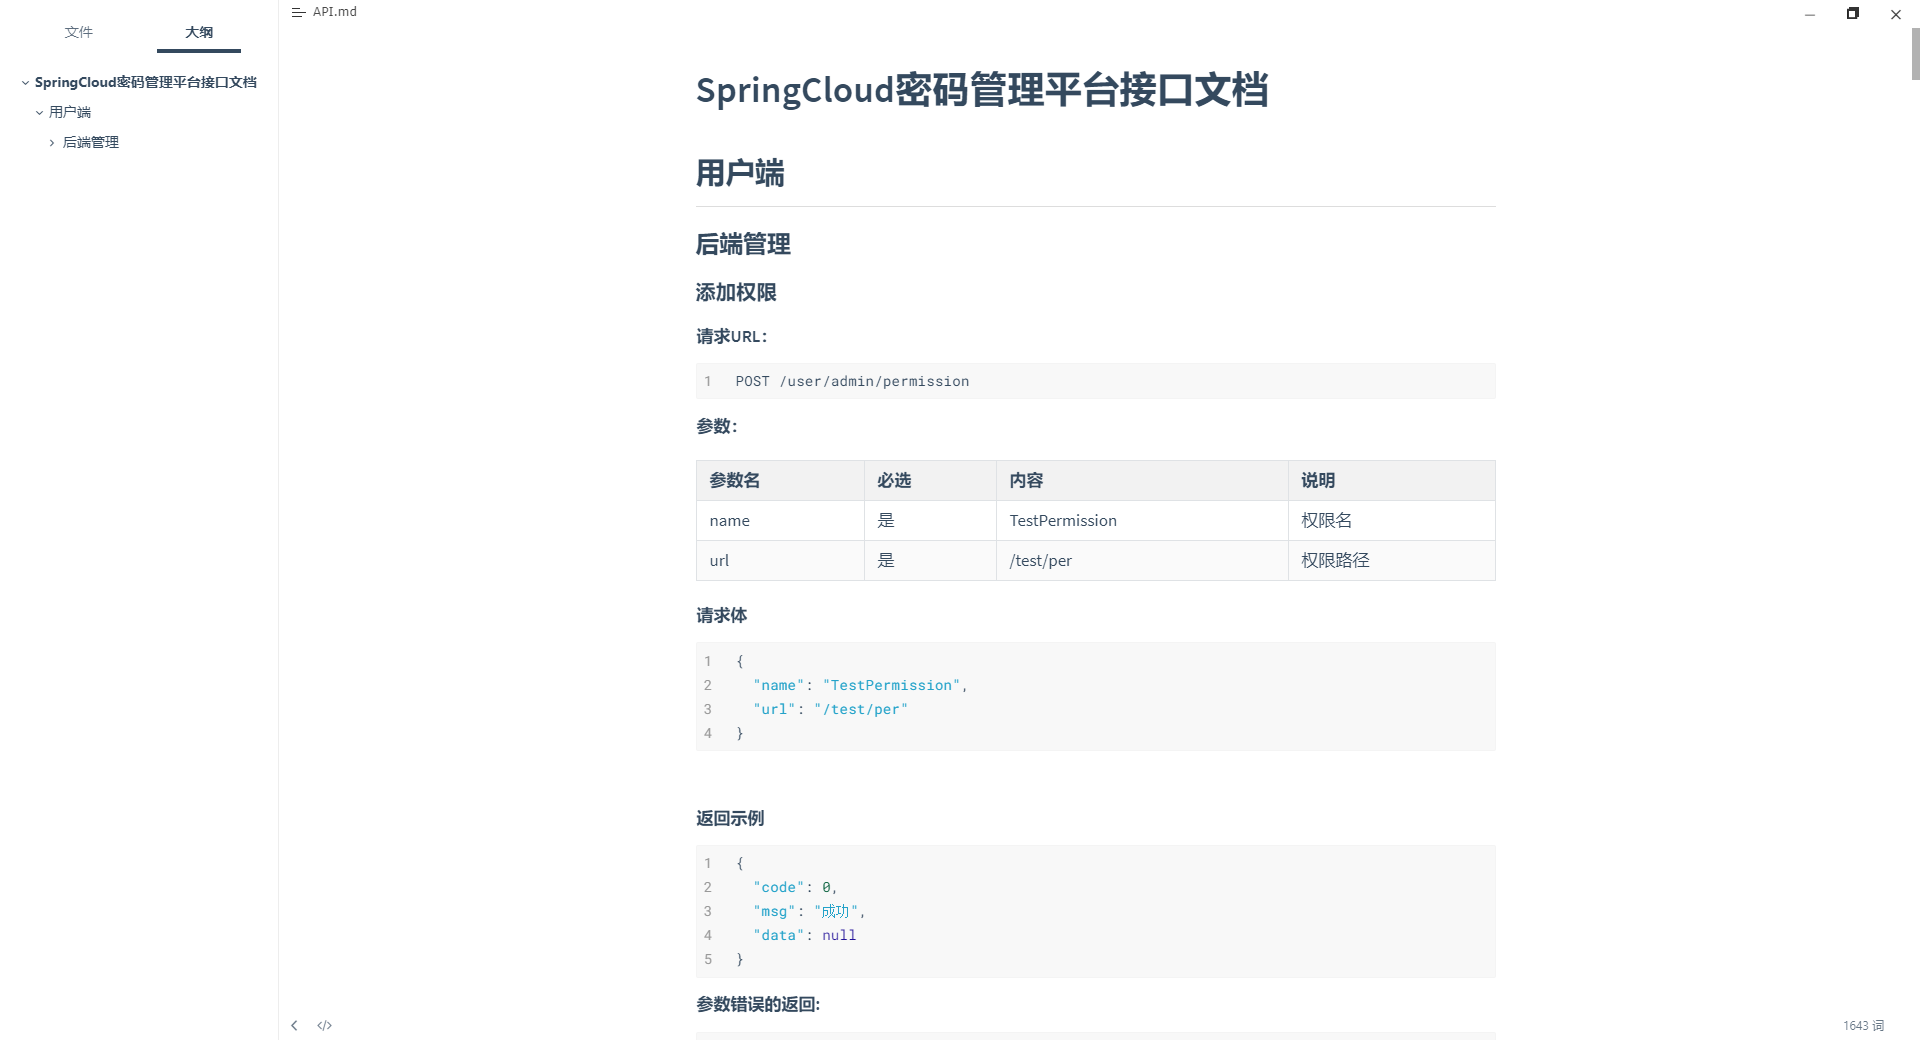 文件 大纲
SpringCloud密码管理平台接口文档
用户端
后端管理
API.md
SpringCloud密码管理平台接口文档
用户端
后端管理
添加权限
请求URL：
1 POST /user/admin/permission
参数：
参数名 必选 内容 说明
name 是 TestPermission 权限名
url 是 /test/per 权限路径
请求体
1 {
2 "name": "TestPermission",
3 "url": "/test/per"
4 }
返回示例
1 {
2 "code": 0,
3 "msg": "成功",
4 "data": null
5 }
参数错误的返回:
</> 1643 词